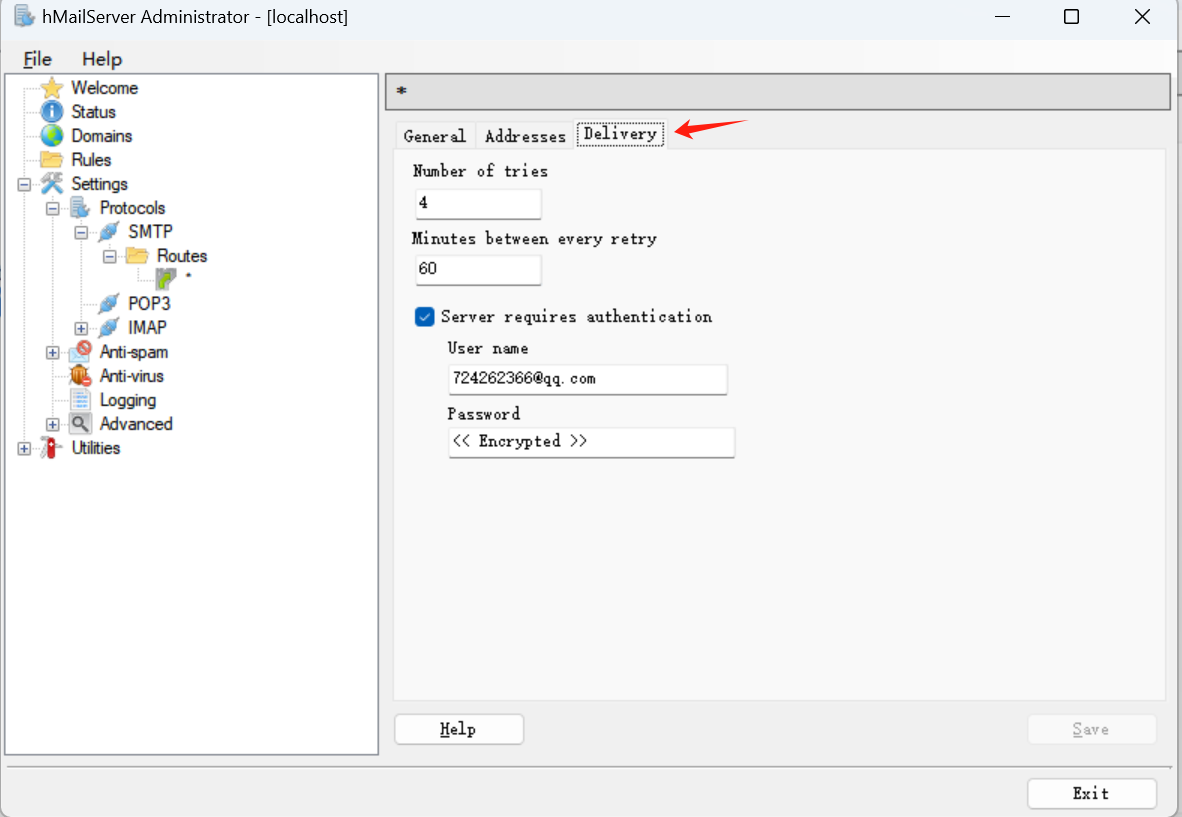 hMailServer Administrator - [localhost]
File Help
Welcome
Status
Domains
Rules
Settings
Protocols
SMTP
Routes
*
POP3
IMAP
Anti-spam
Anti-virus
Logging
Advanced
Utilities
*
General Addresses Delivery
Number of tries
4
Minutes between every retry
60
Server requires authentication
User name
724262366@qq.com
Password
<< Encrypted >>
Help Save
Exit